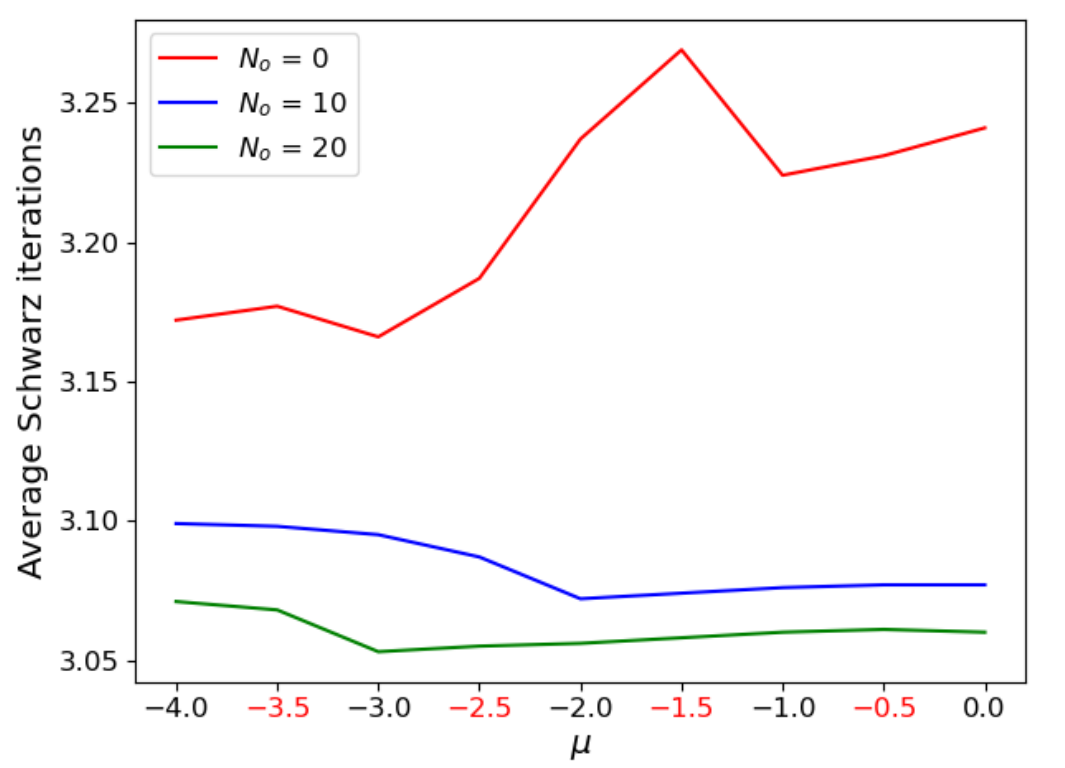 Average Schwarz iterations
N_o = 0
N_o = 10
N_o = 20
3.25
3.20
3.15
3.10
3.05
−4.0 −3.5 −3.0 −2.5 −2.0 −1.5 −1.0 −0.5 0.0
μ